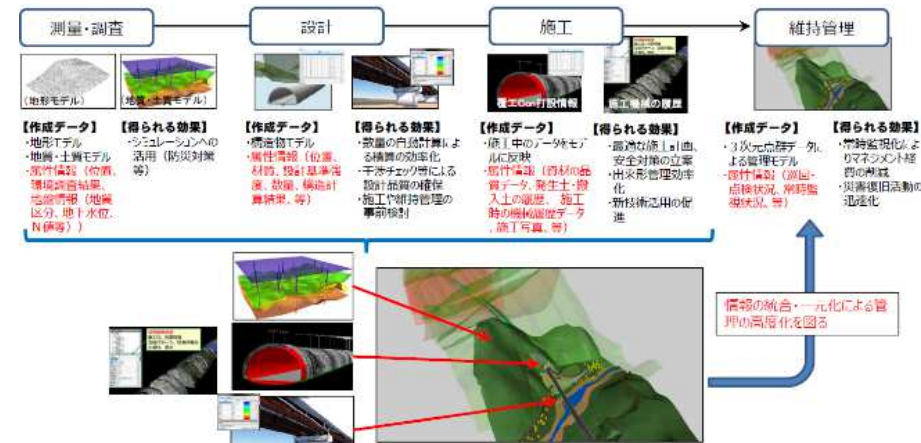 測量・調査
設計
施工
維持管理
(地形モデル)
(地質・土質モデル)
覆工Con打設情報
施工機械の履歴
【作成データ】
・地形モデル
・地質・土質モデル
・属性情報（位置、
環境調査結果、
地盤情報（地質
区分、地下水位、
N値等））
【得られる効果】
・シミュレーションへの
活用（防災対策
等）
【作成データ】
・構造物モデル
・属性情報（位置、
材質、設計基準強
度、数量、構造計
算結果、等）
【得られる効果】
・数量の自動計算によ
る積算の効率化
・干渉チェック等による
設計品質の確保
・施工や維持管理の
事前検討
【作成データ】
・施工中のデータをモデ
ルに反映
・属性情報（資材の品
質データ、発生土・搬
入土の履歴、施工
時の機械履歴データ
、施工写真、等）
【得られる効果】
・最適な施工計画、
安全対策の立案
・出来形管理効率
化
・新技術活用の促
進
【作成データ】
・３次元点群データに
よる管理モデル
・属性情報（巡回・
点検状況、常時監
視状況、等）
【得られる効果】
・常時監視化によ
りマネジメント経
費の削減
・災害復旧活動の
迅速化
情報の統合・一元化による管
理の高度化を図る